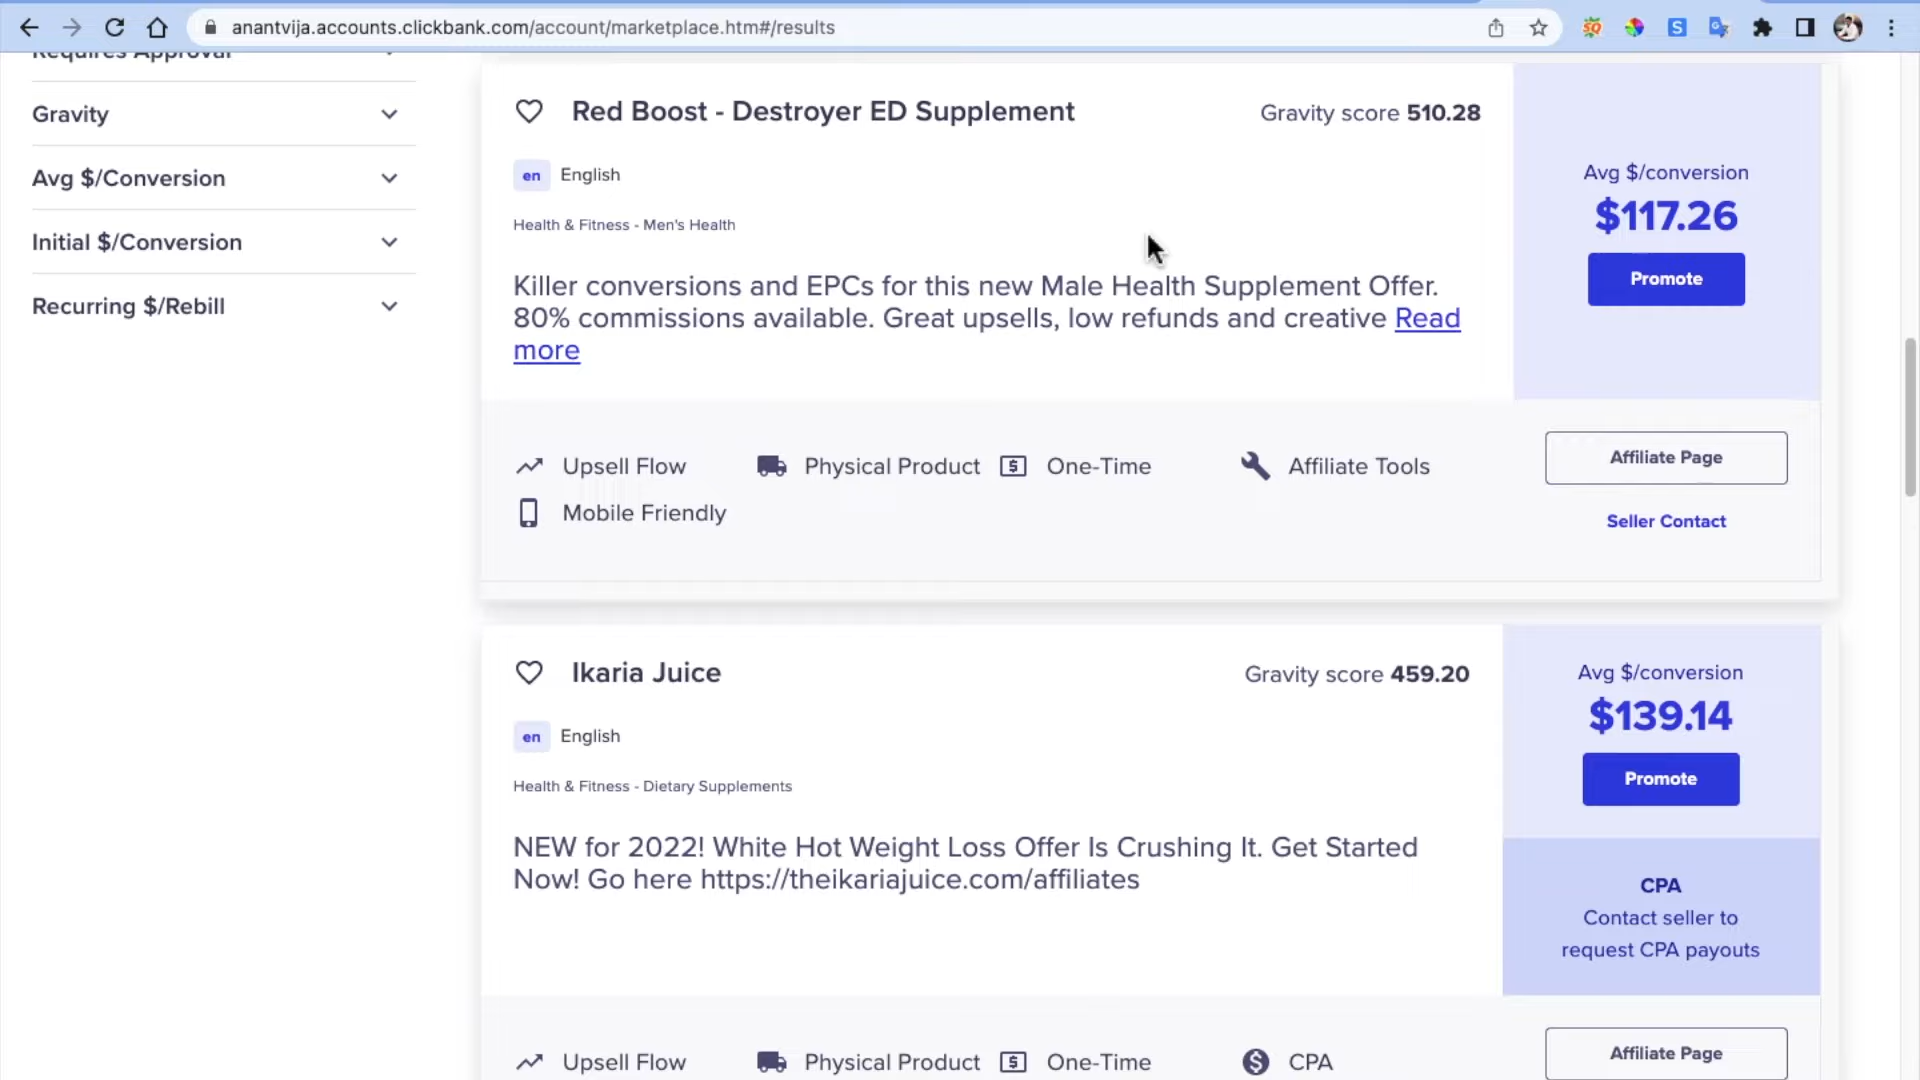 anantvija.accounts.clickbank.com/account/marketplace.htm#/results
Requires Approval
Gravity
Avg $/Conversion
Initial $/Conversion
Recurring $/Rebill
Red Boost - Destroyer ED Supplement
Gravity score 510.28
en English
Health & Fitness - Men's Health
Killer conversions and EPCs for this new Male Health Supplement Offer.
80% commissions available. Great upsells, low refunds and creative Read
more
Avg $/conversion
$117.26
Promote
Upsell Flow
Physical Product
One-Time
Affiliate Tools
Mobile Friendly
Affiliate Page
Seller Contact
Ikaria Juice
Gravity score 459.20
en English
Health & Fitness - Dietary Supplements
NEW for 2022! White Hot Weight Loss Offer Is Crushing It. Get Started
Now! Go here https://theikariajuice.com/affiliates
Avg $/conversion
$139.14
Promote
CPA
Contact seller to
request CPA payouts
Upsell Flow
Physical Product
One-Time
CPA
Affiliate Page